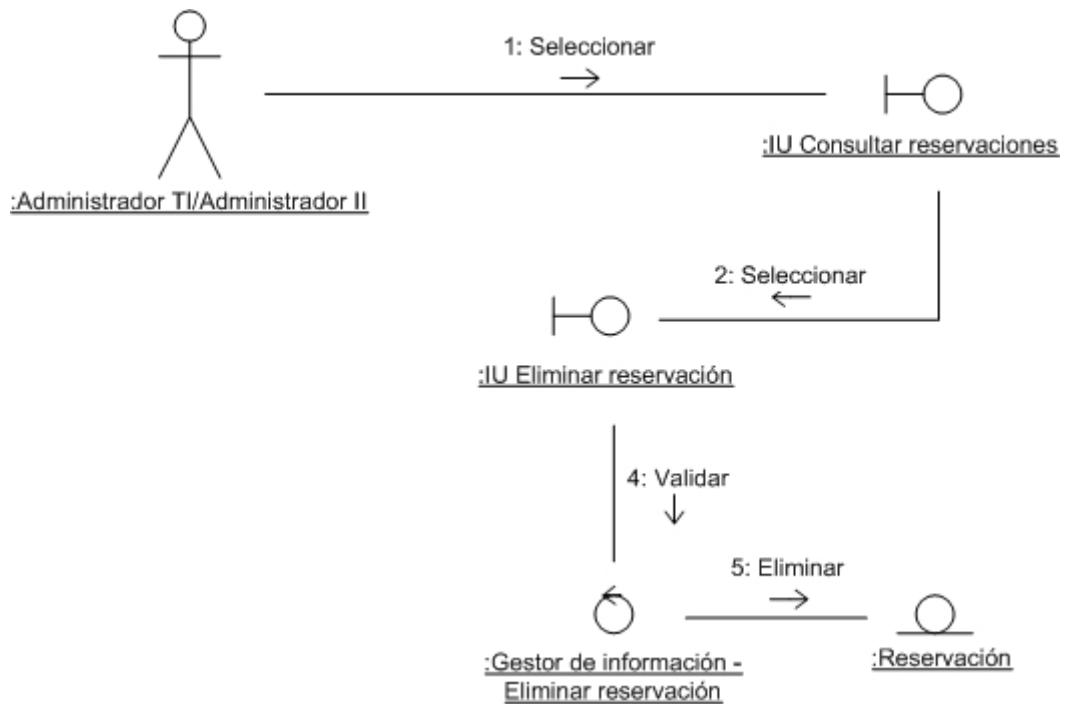 1: Seleccionar
:IU Consultar reservaciones
:Administrador TI/Administrador II
2: Seleccionar
:IU Eliminar reservación
4: Validar
5: Eliminar
:Gestor de información -
Eliminar reservación
:Reservación